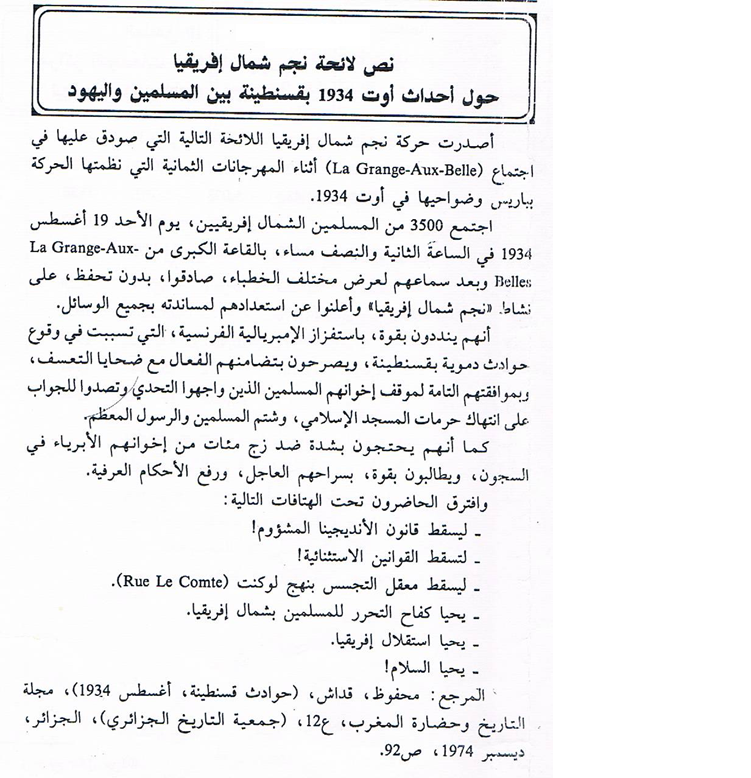 نص لائحة نجم شمال إفريقيا
حول أحداث أوت 1934 بقسنطينة بين المسلمين واليهود
أصدرت حركة نجم شمال إفريقيا اللائحة التالية التي صودق عليها في
اجتماع (La Grange-Aux-Belle) أثناء المهرجانات الثمانية التي نظمتها الحركة
بباريس وضواحيها في أوت 1934.
اجتمع 3500 من المسلمين الشمال إفريقيين، يوم الأحد 19 أغسطس
1934 في الساعة الثانية والنصف مساء، بالقاعة الكبرى من La Grange-Aux-
Belles وبعد سماعهم لعرض مختلف الخطباء، صادقوا، بدون تحفظ، على
نشاط «نجم شمال إفريقيا» وأعلنوا عن استعدادهم لمساندته بجميع الوسائل.
أنهم ينددون بقوة، باستفزاز الإمبريالية الفرنسية، التي تسببت في وقوع
حوادث دموية بقسنطينة، ويصرحون بتضامنهم الفعال مع ضحايا التعسف،
وبموافقتهم التامة لموقف إخوانهم المسلمين الذين واجهوا التحدي وتصدوا للجواب
على انتهاك حرمات المسجد الإسلامي، وشتم المسلمين والرسول المعظم.
كما أنهم يحتجون بشدة ضد زج مئات من إخوانهم الأبرياء في
السجون، ويطالبون بقوة، بسراحهم العاجل، ورفع الأحكام العرفية.
وافترق الحاضرون تحت الهتافات التالية:
ـ ليسقط قانون الأنديجينا المشؤوم!
ـ لتسقط القوانين الاستثنائية!
ـ ليسقط معقل التجسس بنهج لوكنت (Rue Le Comte).
ـ يحيا كفاح التحرر للمسلمين بشمال إفريقيا.
ـ يحيا استقلال إفريقيا.
ـ يحيا السلام!
المرجع: محفوظ، قداش، (حوادث قسنطينة، أغسطس 1934)، مجلة
التاريخ وحضارة المغرب، ع12، (جمعية التاريخ الجزائري)، الجزائر،
ديسمبر 1974، ص92.